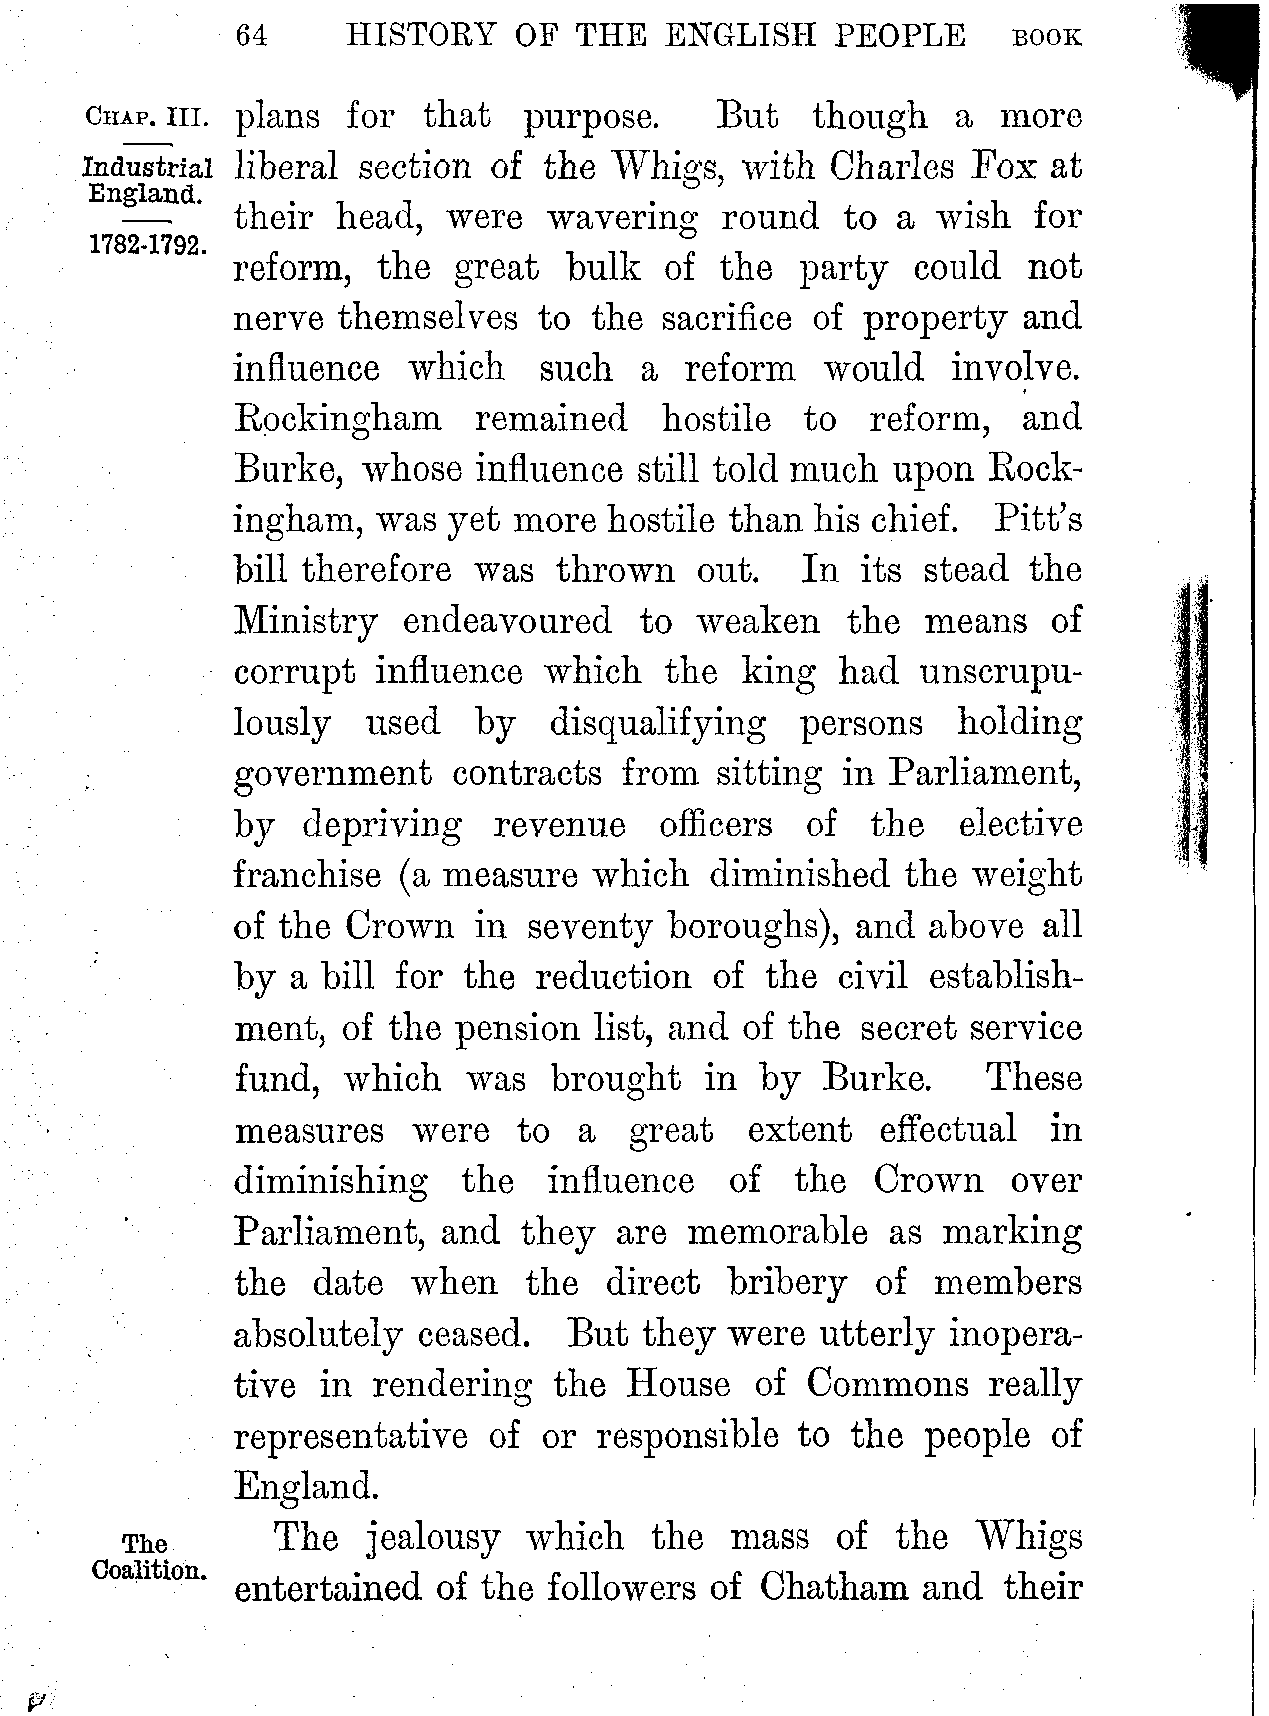 64 HISTORY OF THE ENGLISH PEOPLE BOOK
CHAP. III.
Industrial
England.
1782-1792.
plans for that purpose. But though a more
liberal section of the Whigs, with Charles Fox at
their head, were wavering round to a wish for
reform, the great bulk of the party could not
nerve themselves to the sacrifice of property and
influence which such a reform would involve.
Rockingham remained hostile to reform, and
Burke, whose influence still told much upon Rock-
ingham, was yet more hostile than his chief. Pitt's
bill therefore was thrown out. In its stead the
Ministry endeavoured to weaken the means of
corrupt influence which the king had unscrupu-
lously used by disqualifying persons holding
government contracts from sitting in Parliament,
by depriving revenue officers of the elective
franchise (a measure which diminished the weight
of the Crown in seventy boroughs), and above all
by a bill for the reduction of the civil establish-
ment, of the pension list, and of the secret service
fund, which was brought in by Burke. These
measures were to a great extent effectual in
diminishing the influence of the Crown over
Parliament, and they are memorable as marking
the date when the direct bribery of members
absolutely ceased. But they were utterly inopera-
tive in rendering the House of Commons really
representative of or responsible to the people of
England.
The
Coalition.
The jealousy which the mass of the Whigs
entertained of the followers of Chatham and their